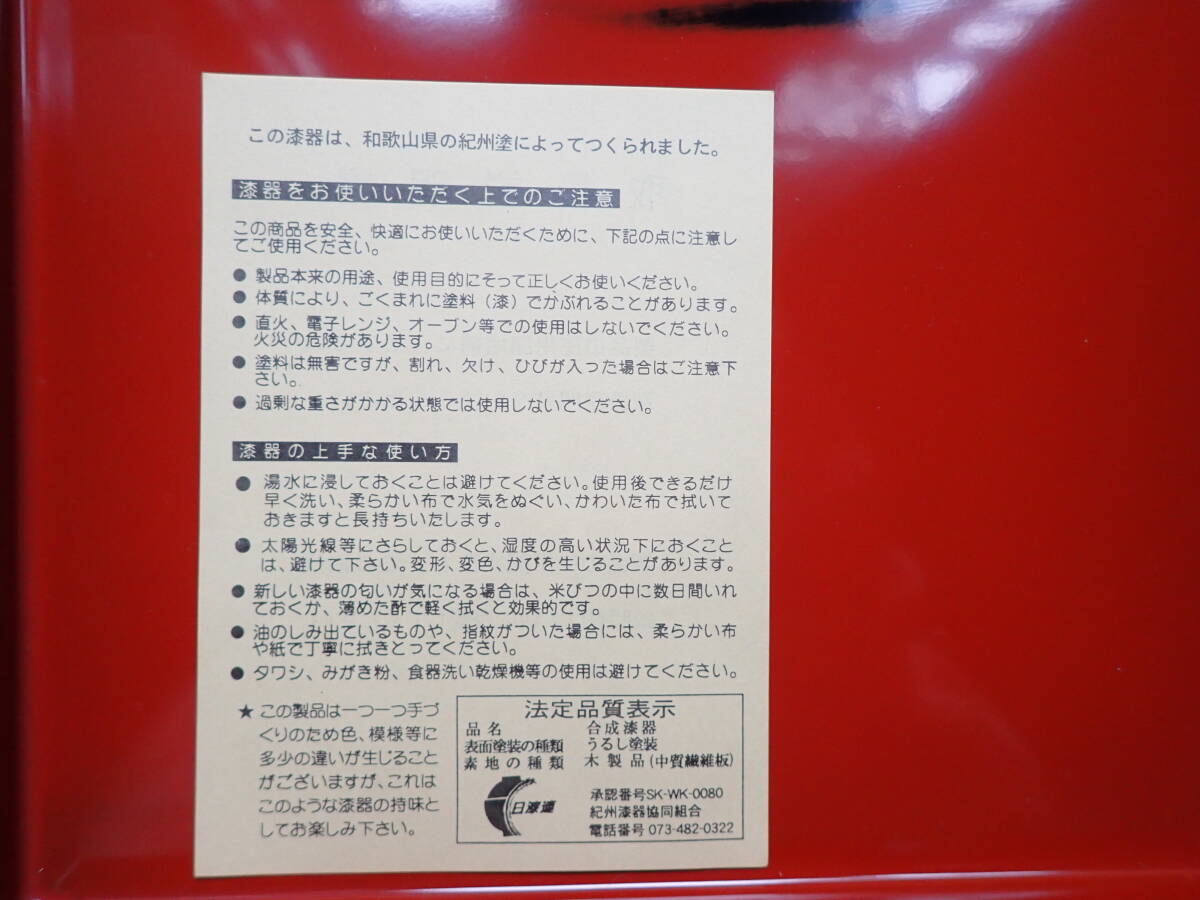 この漆器は、和歌山県の紀州塗によってつくられました。
漆器をお使いいただく上でのご注意
この商品を安全、快適にお使いいただくために、下記の点に注意し
てご使用ください。
● 製品本来の用途、使用目的にそって正しくお使いください。
● 体質により、ごくまれに塗料（漆）でかぶれることがあります。
● 直火、電子レンジ、オーブン等での使用はしないでください。
火災の危険があります。
● 塗料は無害ですが、割れ、欠け、ひびが入った場合はご注意下
さい。
● 過剰な重さがかかる状態では使用しないでください。
漆器の上手な使い方
● 湯水に浸しておくことは避けてください。使用後できるだけ
早く洗い、柔らかい布で水気をぬぐい、かわいた布で拭いて
おきますと長持ちいたします。
● 太陽光線等にさらしておくと、湿度の高い状況下におくこと
は、避けて下さい。変形、変色、かびを生じることがあります。
● 新しい漆器の匂いが気になる場合は、米びつの中に数日間いれ
ておくか、薄めた酢で軽く拭くと効果的です。
● 油のしみ出ているものや、指紋がついた場合には、柔らかい布
や紙で丁寧に拭きとってください。
● タワシ、みがき粉、食器洗い乾燥機等の使用は避けてください。
★ この製品は一つ一つ手づ
くりのため色、模様等に
多少の違いが生じること
がございますが、これは
このような漆器の持味と
してお楽しみ下さい。
法定品質表示
品名 合成漆器
表面塗装の種類 うるし塗装
素地の種類 木製品（中質繊維板）
日漆連
承認番号SK-WK-0080
紀州漆器協同組合
電話番号 073-482-0322